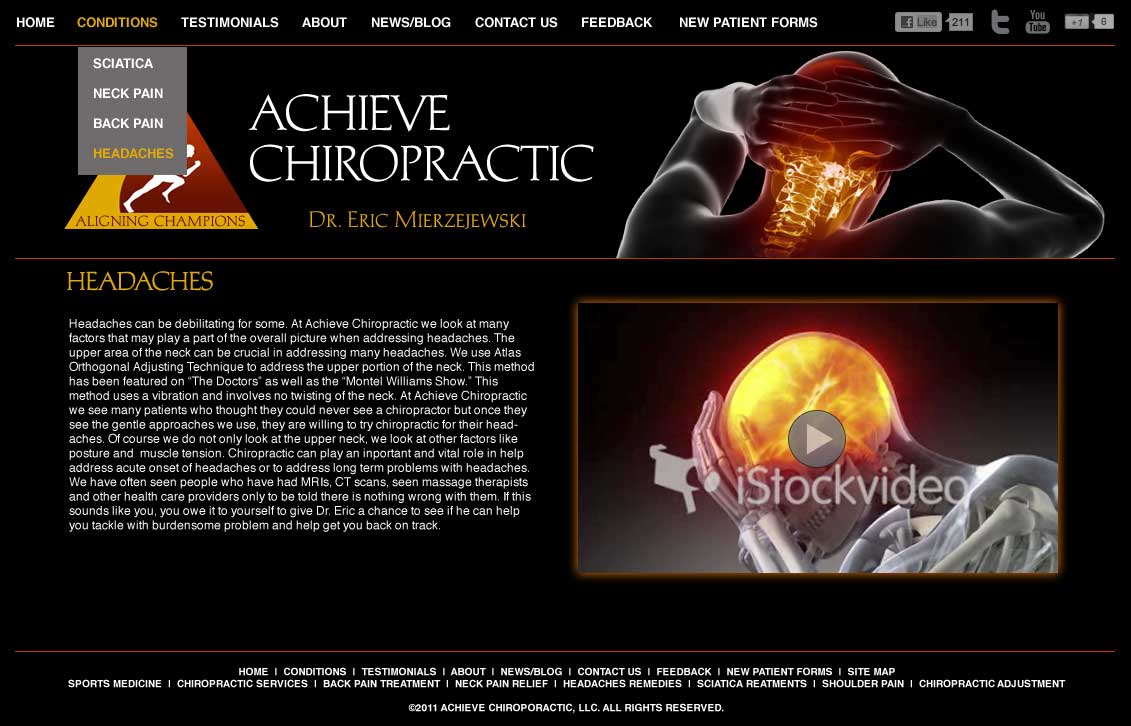 HOME CONDITIONS TESTIMONIALS ABOUT NEWS/BLOG CONTACT US FEEDBACK NEW PATIENT FORMS Like 211 You Tube +1 6
SCIATICA
NECK PAIN
BACK PAIN
HEADACHES
ALIGNING CHAMPIONS
ACHIEVE
CHIROPRACTIC
DR. ERIC MIERZEJEWSKI
HEADACHES
Headaches can be debilitating for some. At Achieve Chiropractic we look at many
factors that may play a part of the overall picture when addressing headaches. The
upper area of the neck can be crucial in addressing many headaches. We use Atlas
Orthogonal Adjusting Technique to address the upper portion of the neck. This method
has been featured on “The Doctors” as well as the “Montel Williams Show.” This
method uses a vibration and involves no twisting of the neck. At Achieve Chiropractic
we see many patients who thought they could never see a chiropractor but once they
see the gentle approaches we use, they are willing to try chiropractic for their head-
aches. Of course we do not only look at the upper neck, we look at other factors like
posture and  muscle tension. Chiropractic can play an inportant and vital role in help
address acute onset of headaches or to address long term problems with headaches.
We have often seen people who have had MRIs, CT scans, seen massage therapists
and other health care providers only to be told there is nothing wrong with them. If this
sounds like you, you owe it to yourself to give Dr. Eric a chance to see if he can help
you tackle with burdensome problem and help get you back on track.
iStockvideo
HOME | CONDITIONS | TESTIMONIALS | ABOUT | NEWS/BLOG | CONTACT US | FEEDBACK | NEW PATIENT FORMS | SITE MAP
SPORTS MEDICINE | CHIROPRACTIC SERVICES | BACK PAIN TREATMENT | NECK PAIN RELIEF | HEADACHES REMEDIES | SCIATICA REATMENTS | SHOULDER PAIN | CHIROPRACTIC ADJUSTMENT
©2011 ACHIEVE CHIROPORACTIC, LLC. ALL RIGHTS RESERVED.